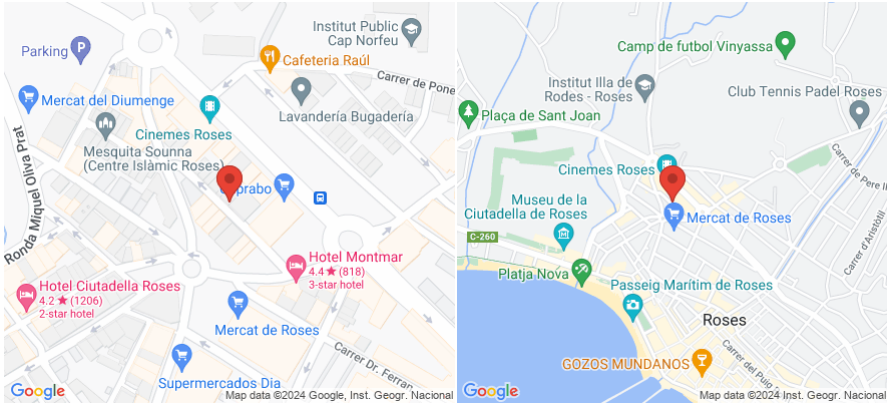 Institut Public
Cap Norfeu
Parking
Cafeteria Raúl
Carrer de Pone
Mercat del Diumenge
Lavandería Bugadería
Cinemes Roses
Mesquita Sounna
(Centre Islàmic Roses)
Ronda Miquel Oliva Prat
Hotel Montmar
4.4★(818)
3-star hotel
Hotel Ciutadella Roses
4.2★(1206)
2-star hotel
Mercat de Roses
Carrer Dr. Ferran
Supermercados Dia
Google
Map data ©2024 Google, Inst. Geogr. Nacional
Camp de futbol Vinyassa
Institut Illa de
Rodes - Roses
Club Tennis Padel Roses
Plaça de Sant Joan
Cinemes Roses
Carrer de Pere II
Museu de la
Ciutadella de Roses
Mercat de Roses
C-260
Carrer d'Aristòtil
Platja Nova
Passeig Marítim de Roses
Roses
GOZOS MUNDANOS
Carrer del Puig
Google
Map data ©2024 Google, Inst. Geogr. Nacional